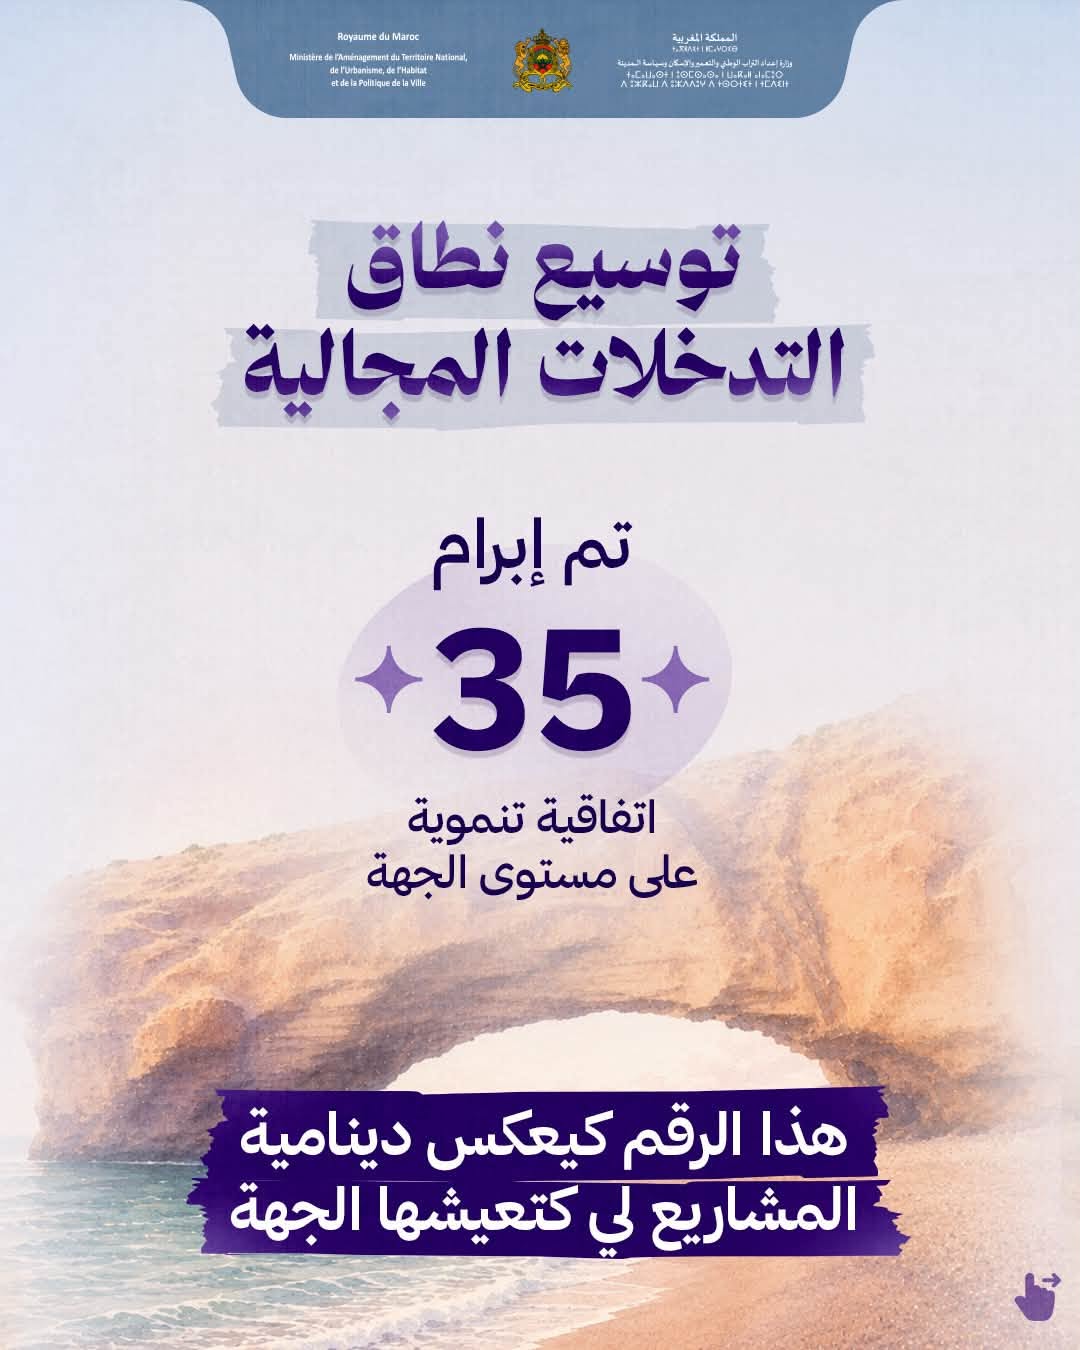 Royaume du Maroc
Ministère de l'Aménagement du Territoire National,
de l'Urbanisme, de l'Habitat
et de la Politique de la Ville
المملكة المغربية
ⵜⴰⴳⵍⴷⵉⵜ ⵏ ⵍⵎⵖⵔⵉⴱ
وزارة إعداد التراب الوطني والتعمير والإسكان وسياسة المدينة
توسيع نطاق
التدخلات المجالية
تم إبرام
35
اتفاقية تنموية
على مستوى الجهة
هذا الرقم كيعكس دينامية
المشاريع لي كتعيشها الجهة